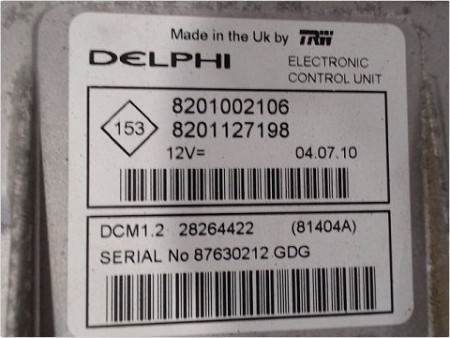 Made in the Uk by TRW
DELPHI ELECTRONIC
CONTROL UNIT
153 8201002106
8201127198
12V= 04.07.10
DCM1.2 28264422 (81404A)
SERIAL No 87630212 GDG